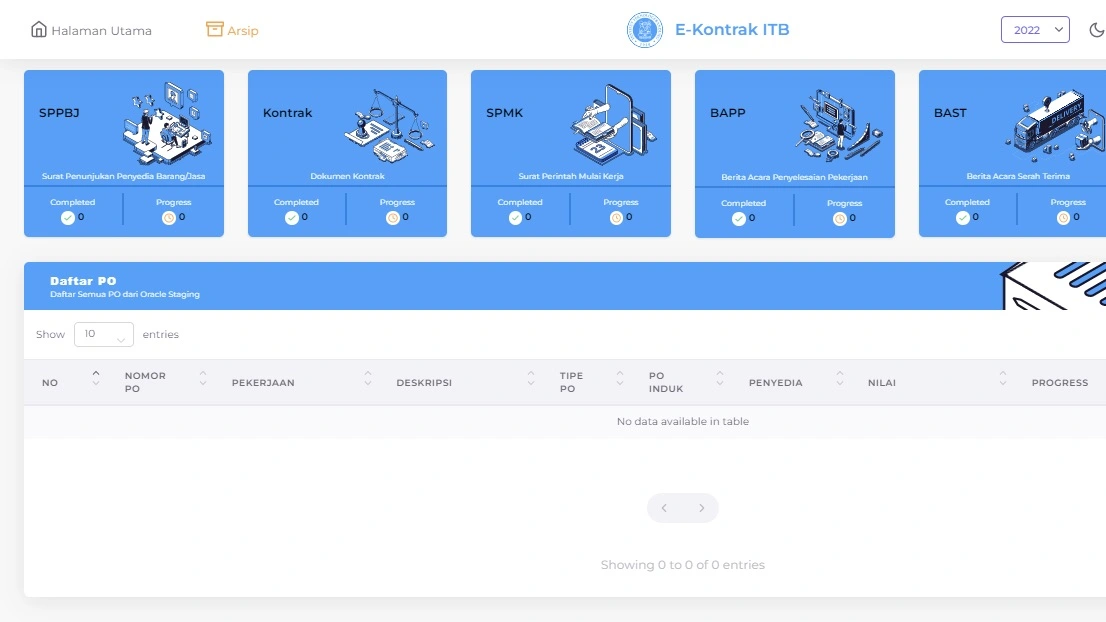 Halaman Utama
Arsip
E-Kontrak ITB
2022
SPPBJ
Surat Penunjukan Penyedia Barang/Jasa
Completed
0
Progress
0
Kontrak
Dokumen Kontrak
Completed
0
Progress
0
SPMK
23
Surat Perintah Mulai Kerja
Completed
0
Progress
0
BAPP
Berita Acara Penyelesaian Pekerjaan
Completed
0
Progress
0
BAST
DELIVERY
Berita Acara Serah Terima
Completed
0
Progress
0
Daftar PO
Daftar Semua PO dari Oracle Staging
Show 10 entries
NO
NOMOR
PO
PEKERJAAN
DESKRIPSI
TIPE
PO
PO
INDUK
PENYEDIA
NILAI
PROGRESS
No data available in table
Showing 0 to 0 of 0 entries